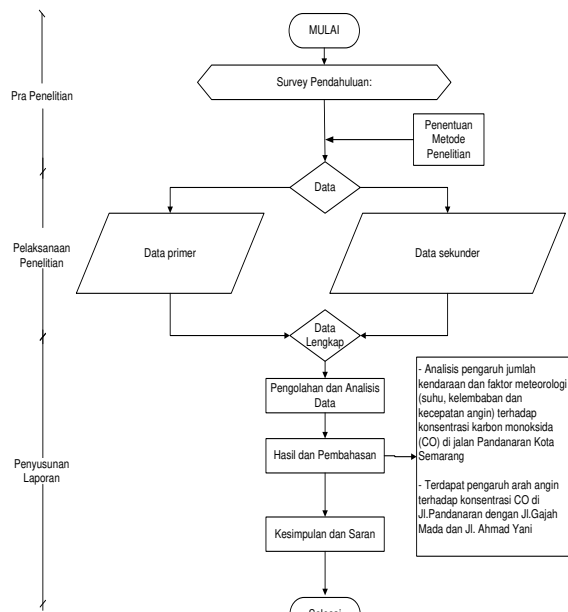 MULAI
Survey Pendahuluan:
Pra Penelitian
Penentuan
Metode
Penelitian
Data
Pelaksanaan
Penelitian
Data primer
Data sekunder
Data
Lengkap
Pengolahan dan Analisis
Data
- Analisis pengaruh jumlah
kendaraan dan faktor meteorologi
(suhu, kelembaban dan
kecepatan angin) terhadap
konsentrasi karbon monoksida
(CO) di jalan Pandanaran Kota
Semarang
- Terdapat pengaruh arah angin
terhadap konsentrasi CO di
Jl.Pandanaran dengan Jl.Gajah
Mada dan Jl. Ahmad Yani
Hasil dan Pembahasan
Penyusunan
Laporan
Kesimpulan dan Saran
Selesai